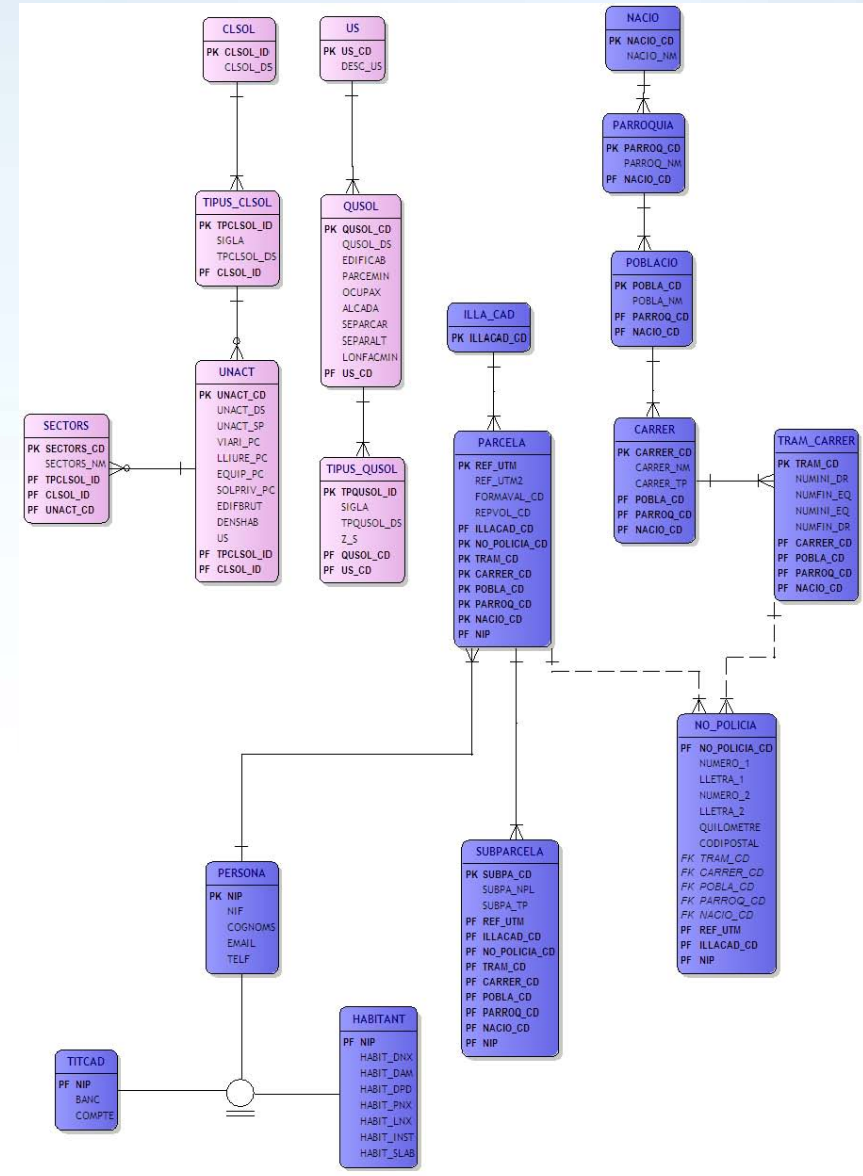 CLSOL
PK CLSOL_ID
CLSOL_DS
US
PK US_CD
DESC_US
NACIO
PK NACIO_CD
NACIO_NM
PARROQUIA
PK PARROQ_CD
PARROQ_NM
PF NACIO_CD
TIPUS_CLSOL
PK TPCLSOL_ID
SIGLA
TPCLSOL_DS
PF CLSOL_ID
QUSOL
PK QUSOL_CD
QUSOL_DS
EDIFICAB
PARCEMIN
OCUPAX
ALCADA
SEPARCAR
SEPARALT
LONFACMIN
PF US_CD
POBLACIO
PK POBLA_CD
POBLA_NM
PF PARROQ_CD
PF NACIO_CD
ILLA_CAD
PK ILLACAD_CD
UNACT
PK UNACT_CD
UNACT_DS
UNACT_SP
VIARI_PC
LLIURE_PC
EQUIP_PC
SOLPRIV_PC
EDIFBRUT
DENSHAB
US
PF TPCLSOL_ID
PF CLSOL_ID
SECTORS
PK SECTORS_CD
SECTORS_NM
PF TPCLSOL_ID
PF CLSOL_ID
PF UNACT_CD
TIPUS_QUSOL
PK TPQUSOL_ID
SIGLA
TPQUSOL_DS
Z_S
PF QUSOL_CD
PF US_CD
PARCELA
PK REF_UTM
REF_UTM2
FORMAVAL_CD
REPVOL_CD
PF ILLACAD_CD
PK NO_POLICIA_CD
PK TRAM_CD
PK CARRER_CD
PK POBLA_CD
PK PARROQ_CD
PK NACIO_CD
PF NIP
CARRER
PK CARRER_CD
CARRER_NM
CARRER_TP
PF POBLA_CD
PF PARROQ_CD
PF NACIO_CD
TRAM_CARRER
PK TRAM_CD
NUMINI_DR
NUMFIN_EQ
NUMINI_EQ
NUMFIN_DR
PF CARRER_CD
PF POBLA_CD
PF PARROQ_CD
PF NACIO_CD
NO_POLICIA
PF NO_POLICIA_CD
NUMERO_1
LLETRA_1
NUMERO_2
LLETRA_2
QUILOMETRE
CODIPOSTAL
FK TRAM_CD
FK CARRER_CD
FK POBLA_CD
FK PARROQ_CD
FK NACIO_CD
PF REF_UTM
PF ILLACAD_CD
PF NIP
SUBPARCELA
PK SUBPA_CD
SUBPA_NPL
SUBPA_TP
PF REF_UTM
PF ILLACAD_CD
PF NO_POLICIA_CD
PF TRAM_CD
PF CARRER_CD
PF POBLA_CD
PF PARROQ_CD
PF NACIO_CD
PF NIP
PERSONA
PK NIP
NIF
COGNOMS
EMAIL
TELF
TITCAD
PF NIP
BANC
COMPTE
HABITANT
PF NIP
HABIT_DNX
HABIT_DAM
HABIT_DPD
HABIT_PNX
HABIT_LNX
HABIT_INST
HABIT_SLAB